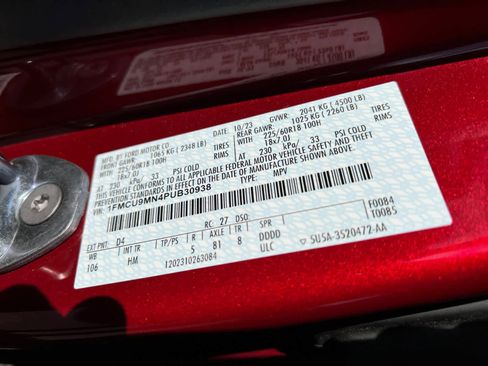 MFD. BY FORD MOTOR CO. DATE: 10/23 GVWR: 2041 KG (4500 LB)
FRONT GAWR: 1065 KG (2348 LB) REAR GAWR: 1025 KG (2260 LB)
225/60R18 100H TIRES 225/60R18 100H TIRES
18x7.0J RIMS 18x7.0J RIMS
AT 230 kPa/ 33 PSI COLD AT 230 kPa/ 33 PSI COLD
THIS VEHICLE CONFORMS TO ALL APPLICABLE FEDERAL MOTOR VEHICLE SAFETY, BUMPER AND THEFT
PREVENTION STANDARDS IN EFFECT ON THE DATE OF MANUFACTURE SHOWN ABOVE.
VIN: 1FMCU9MN4PUB30938 TYPE: MPV
F0084
T0085
EXT PNT: D4 RC: 27 DSO:
WB INT TR TP/PS R AXLE TR
106 HM 5 81 8 DDDD
1202310263084 ULC ▽ 5U5A-3520472-AA